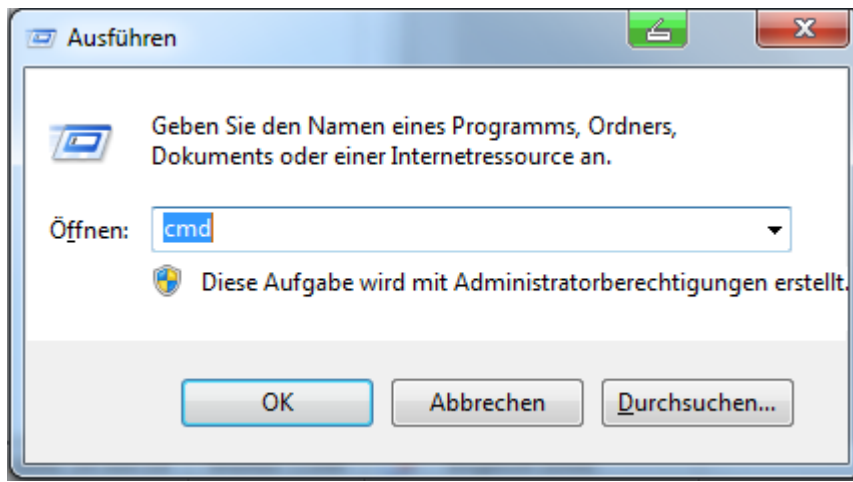 Ausführen
Geben Sie den Namen eines Programms, Ordners,
Dokuments oder einer Internetressource an.
Öffnen: cmd
Diese Aufgabe wird mit Administratorberechtigungen erstellt.
OK Abbrechen Durchsuchen...